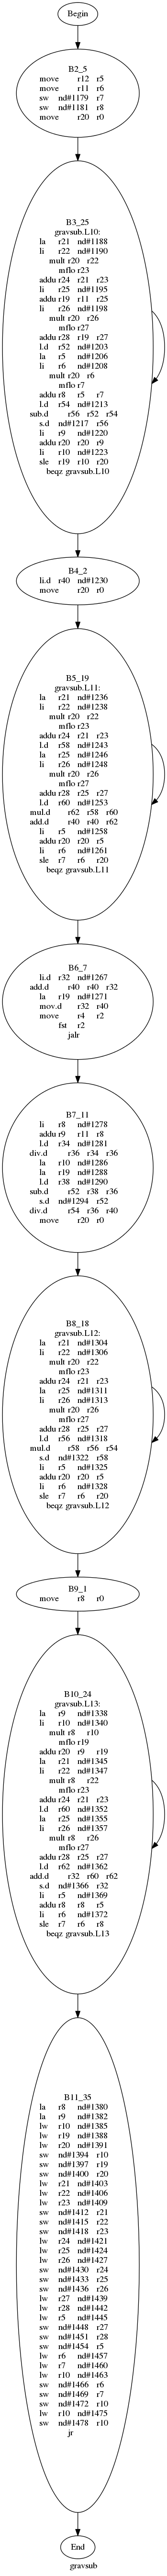 Begin
B2_5
move r12 r5
move r11 r6
sw nd#1179 r7
sw nd#1181 r8
move r20 r0
B3_25
gravsub.L10:
la r21 nd#1188
li r22 nd#1190
mult r20 r22
mflo r23
addu r24 r21 r23
li r25 nd#1195
addu r19 r11 r25
li r26 nd#1198
mult r20 r26
mflo r27
addu r28 r19 r27
l.d r52 nd#1203
la r5 nd#1206
li r6 nd#1208
mult r20 r6
mflo r7
addu r8 r5 r7
l.d r54 nd#1213
sub.d r56 r52 r54
s.d nd#1217 r56
li r9 nd#1220
addu r20 r20 r9
li r10 nd#1223
sle r19 r10 r20
beqz gravsub.L10
B4_2
li.d r40 nd#1230
move r20 r0
B5_19
gravsub.L11:
la r21 nd#1236
li r22 nd#1238
mult r20 r22
mflo r23
addu r24 r21 r23
l.d r58 nd#1243
la r25 nd#1246
li r26 nd#1248
mult r20 r26
mflo r27
addu r28 r25 r27
l.d r60 nd#1253
mul.d r62 r58 r60
add.d r40 r40 r62
li r5 nd#1258
addu r20 r20 r5
li r6 nd#1261
sle r7 r6 r20
beqz gravsub.L11
B6_7
li.d r32 nd#1267
add.d r40 r40 r32
la r19 nd#1271
mov.d r32 r40
move r4 r2
fst r2
jalr
B7_11
li r8 nd#1278
addu r9 r11 r8
l.d r34 nd#1281
div.d r36 r34 r36
la r10 nd#1286
la r19 nd#1288
l.d r38 nd#1290
sub.d r52 r38 r36
s.d nd#1294 r52
div.d r54 r36 r40
move r20 r0
B8_18
gravsub.L12:
la r21 nd#1304
li r22 nd#1306
mult r20 r22
mflo r23
addu r24 r21 r23
la r25 nd#1311
li r26 nd#1313
mult r20 r26
mflo r27
addu r28 r25 r27
l.d r56 nd#1318
mul.d r58 r56 r54
s.d nd#1322 r58
li r5 nd#1325
addu r20 r20 r5
li r6 nd#1328
sle r7 r6 r20
beqz gravsub.L12
B9_1
move r8 r0
B10_24
gravsub.L13:
la r9 nd#1338
li r10 nd#1340
mult r8 r10
mflo r19
addu r20 r9 r19
la r21 nd#1345
li r22 nd#1347
mult r8 r22
mflo r23
addu r24 r21 r23
l.d r60 nd#1352
la r25 nd#1355
li r26 nd#1357
mult r8 r26
mflo r27
addu r28 r25 r27
l.d r62 nd#1362
add.d r32 r60 r62
s.d nd#1366 r32
li r5 nd#1369
addu r8 r8 r5
li r6 nd#1372
sle r7 r6 r8
beqz gravsub.L13
B11_35
la r8 nd#1380
la r9 nd#1382
lw r10 nd#1385
lw r19 nd#1388
lw r20 nd#1391
sw nd#1394 r10
sw nd#1397 r19
sw nd#1400 r20
lw r21 nd#1403
lw r22 nd#1406
lw r23 nd#1409
sw nd#1412 r21
sw nd#1415 r22
sw nd#1418 r23
lw r24 nd#1421
lw r25 nd#1424
lw r26 nd#1427
sw nd#1430 r24
sw nd#1433 r25
sw nd#1436 r26
lw r27 nd#1439
lw r28 nd#1442
lw r5 nd#1445
sw nd#1448 r27
sw nd#1451 r28
sw nd#1454 r5
lw r6 nd#1457
lw r7 nd#1460
lw r10 nd#1463
sw nd#1466 r6
sw nd#1469 r7
sw nd#1472 r10
lw r10 nd#1475
sw nd#1478 r10
jr
End
gravsub